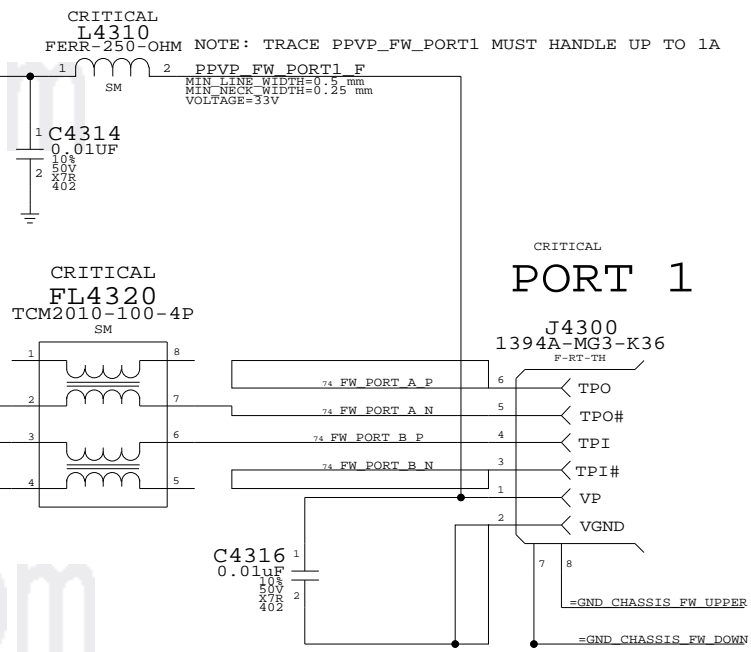 CRITICAL
L4310
FERR-250-OHM
NOTE: TRACE PPVP_FW_PORT1 MUST HANDLE UP TO 1A
1
2
PPVP_FW_PORT1_F
SM
MIN_LINE_WIDTH=0.5 mm
MIN_NECK_WIDTH=0.25 mm
VOLTAGE=33V
1
C4314
0.01UF
10%
50V
X7R
402
2
CRITICAL
PORT 1
CRITICAL
FL4320
TCM2010-100-4P
SM
J4300
1394A-MG3-K36
F-RT-TH
1
8
74 FW_PORT_A_P
6
TPO
2
7
74 FW_PORT_A_N
5
TPO#
3
6
74 FW_PORT_B_P
4
TPI
4
5
74 FW_PORT_B_N
3
TPI#
1
VP
2
VGND
C4316
1
0.01uF
10%
50V
X7R
402
2
7
8
=GND_CHASSIS_FW_UPPER
=GND_CHASSIS_FW_DOWN
om